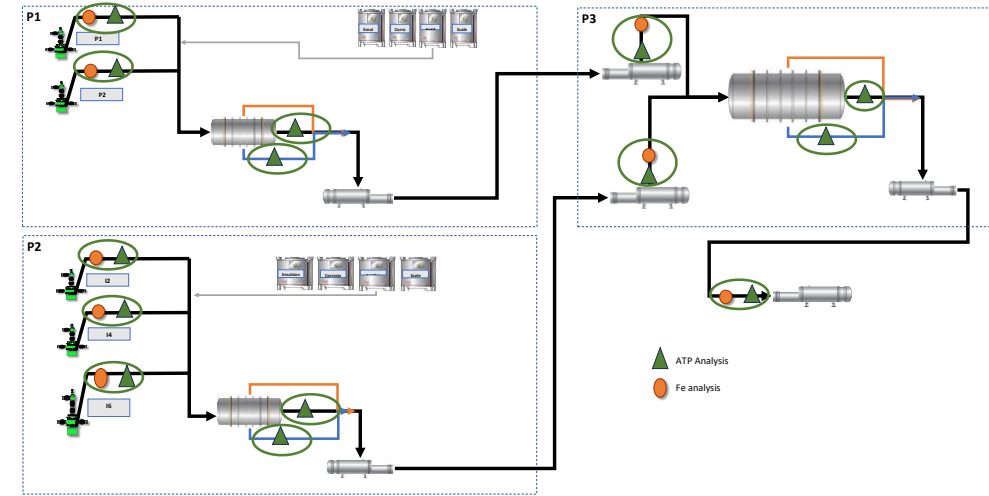 P1
P1
P2
Emul
Corro
Scale
P3
P2
I2
I4
I6
Emulsion
Corrosio
Scale
ATP Analysis
Fe analysis